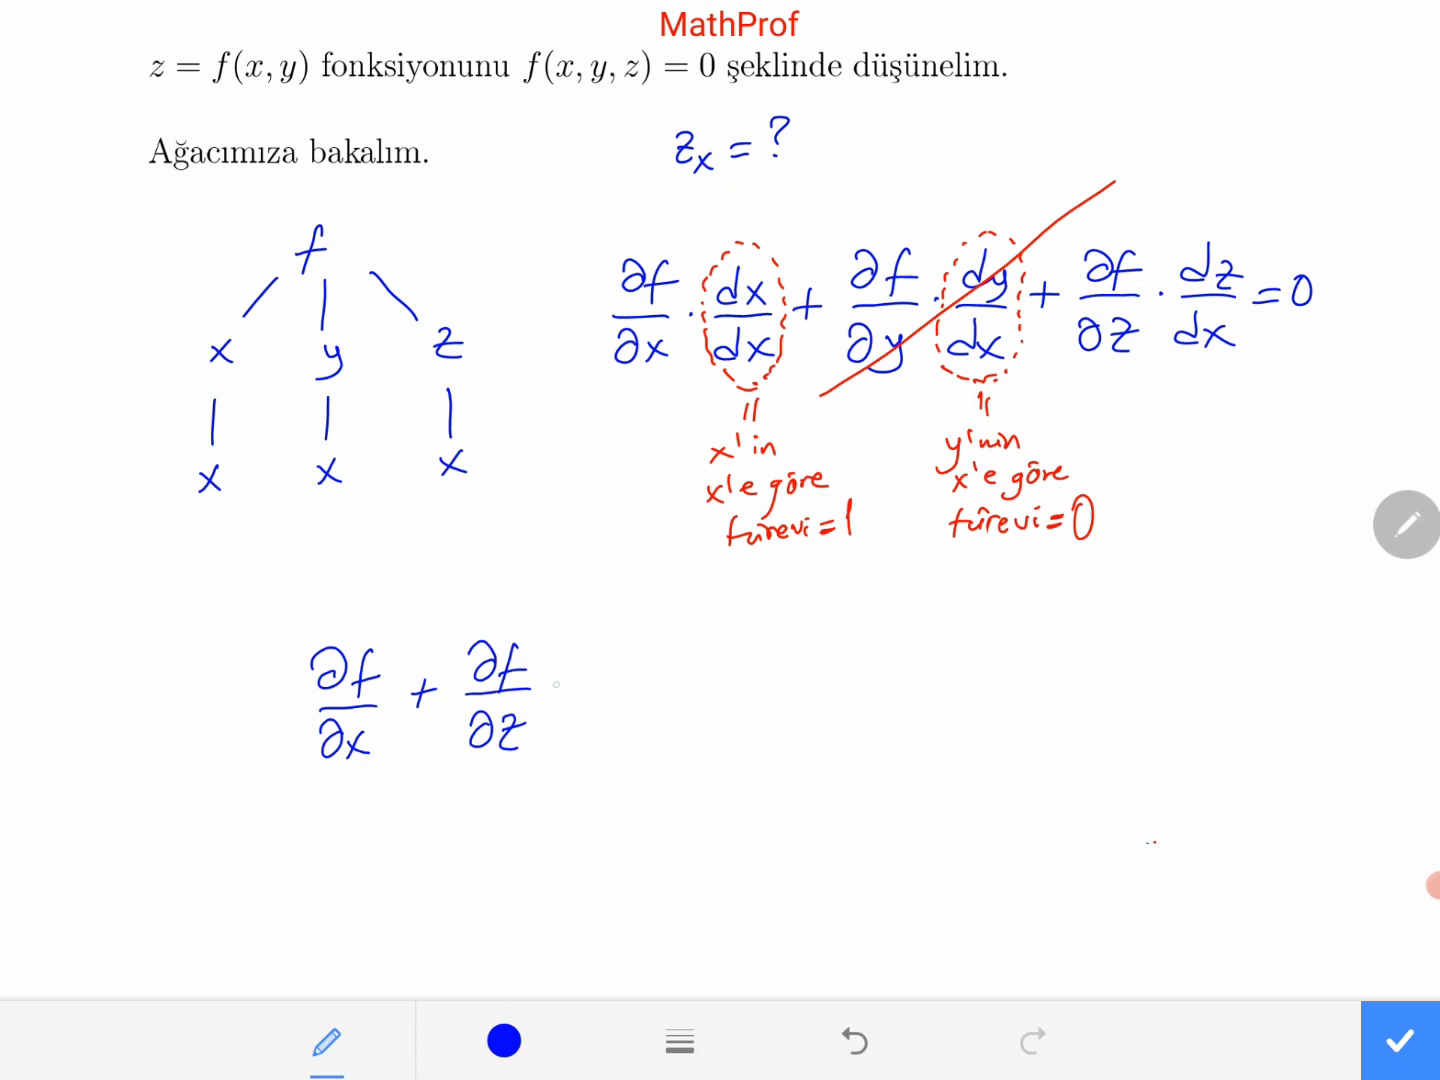 MathProf
z = f(x, y) fonksiyonunu f(x, y, z) = 0 şeklinde düşünelim.
Ağacımıza bakalım.
z_x = ?
f
x y z
x x x
∂f/∂x · dx/dx + ∂f/∂y · dy/dx + ∂f/∂z · dz/dx = 0
x'in
x'e göre
türevi = 1
y'nin
x'e göre
türevi = 0
∂f/∂x + ∂f/∂z